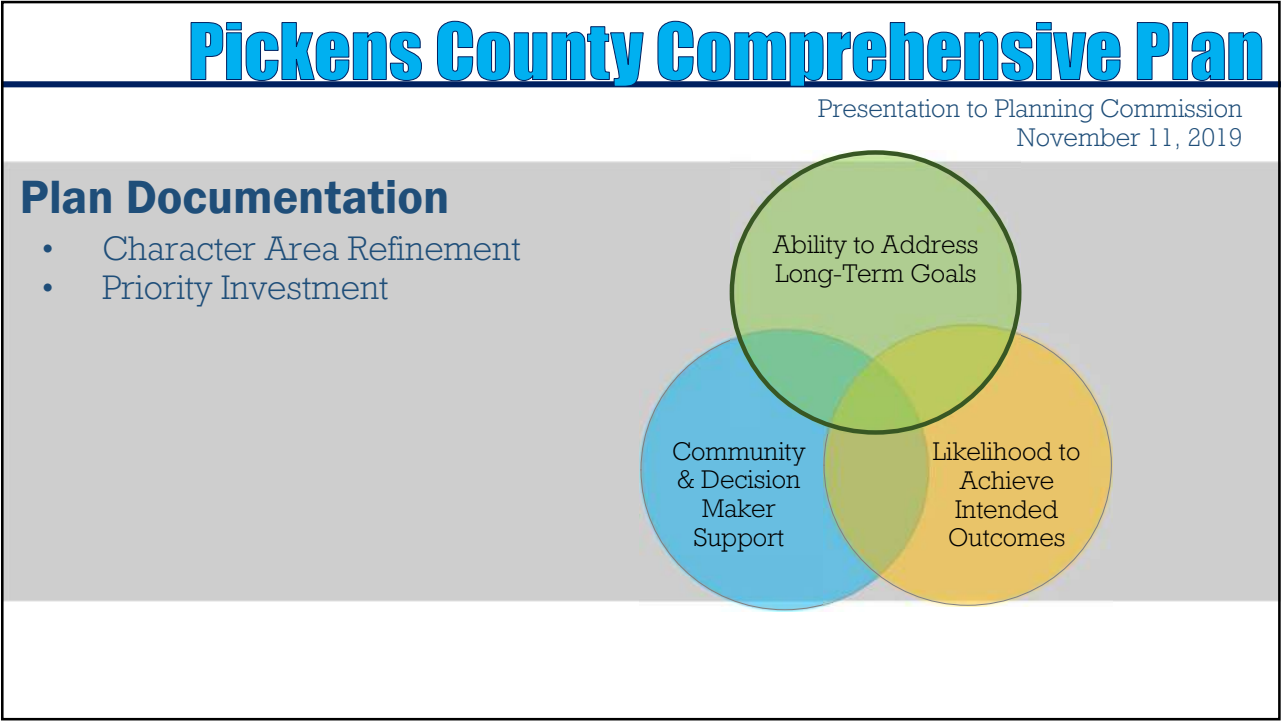 Pickens County Comprehensive Plan
Presentation to Planning Commission
November 11, 2019
Plan Documentation
• Character Area Refinement
• Priority Investment
Ability to Address
Long-Term Goals
Community
& Decision
Maker
Support
Likelihood to
Achieve
Intended
Outcomes